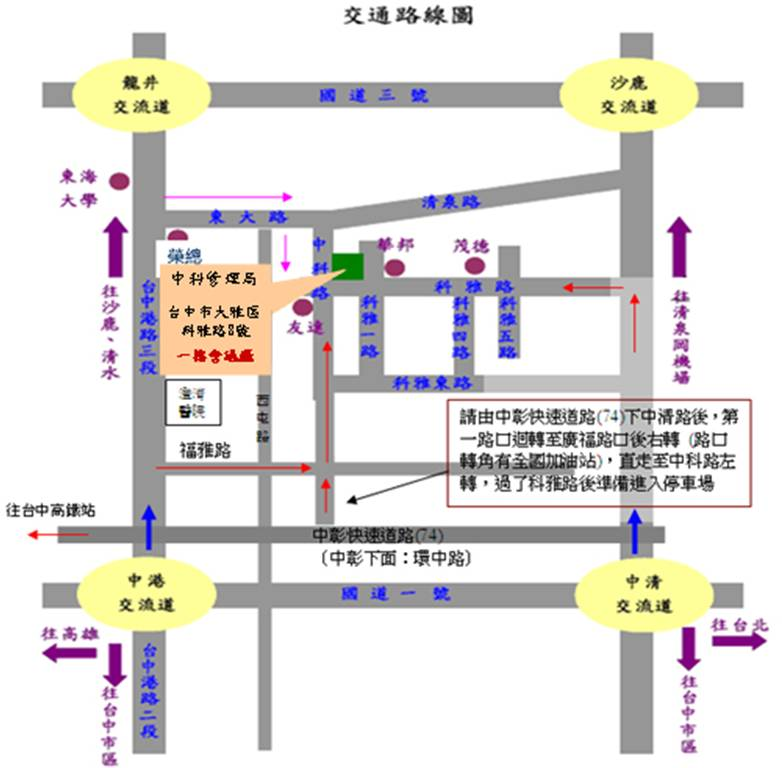 交通路線圖
龍井
交流道
國道三號
沙鹿
交流道
東海
大學
清泉路
東大路
榮總
中科路
華邦
茂德
中科管理局
台中市大雅區
科雅路8號
友達
科雅路
科雅一路
科雅四路
科雅五路
科雅東路
台中港路三段
往沙鹿、清水
往清泉岡機場
澄清
醫院
福雅路
請由中彰快速道路(74)下中清路後，第
一路口迴轉至廣福路口後右轉（路口
轉角有全國加油站），直走至中科路左
轉，過了科雅路後準備進入停車場
往台中高鐵站
中彰快速道路(74)
〔中彰下面：環中路〕
中港
交流道
國道一號
中清
交流道
往高雄
往台中市區
台中港路二段
往台北
往台中市區